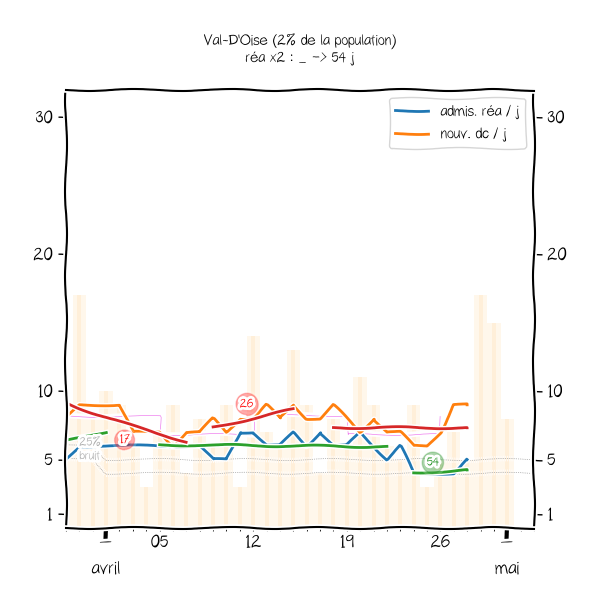 Val-D'Oise (2% de la population)
réa x2 : _ -> 54 j
admis. réa / j
nouv. dc / j
30
30
20
20
10
10
26
17
25%
bruit
54
5
5
1
1
05
12
19
26
avril
mai